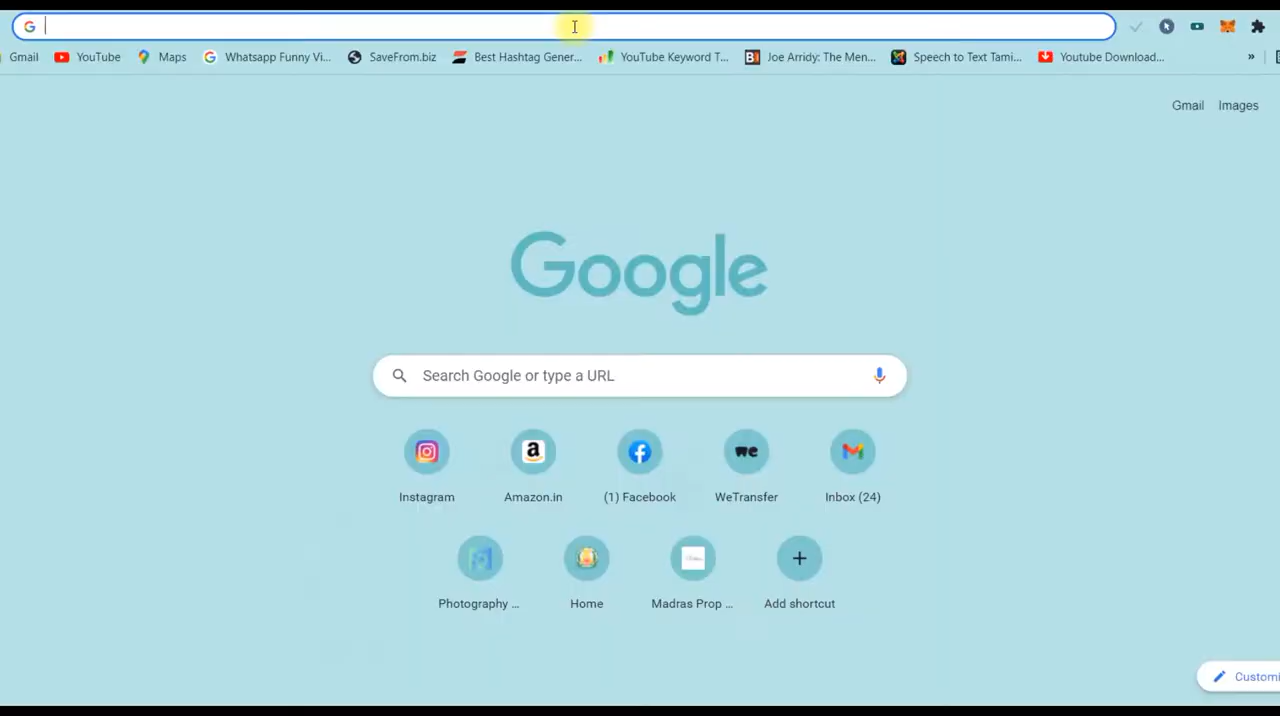 Gmail YouTube Maps Whatsapp Funny Vi... SaveFrom.biz Best Hashtag Gener... YouTube Keyword T... Joe Arridy: The Men... Speech to Text Tami... Youtube Download... »
Gmail Images
Google
Search Google or type a URL
Instagram Amazon.in (1) Facebook WeTransfer Inbox (24)
Photography ... Home Madras Prop ... Add shortcut
Customi